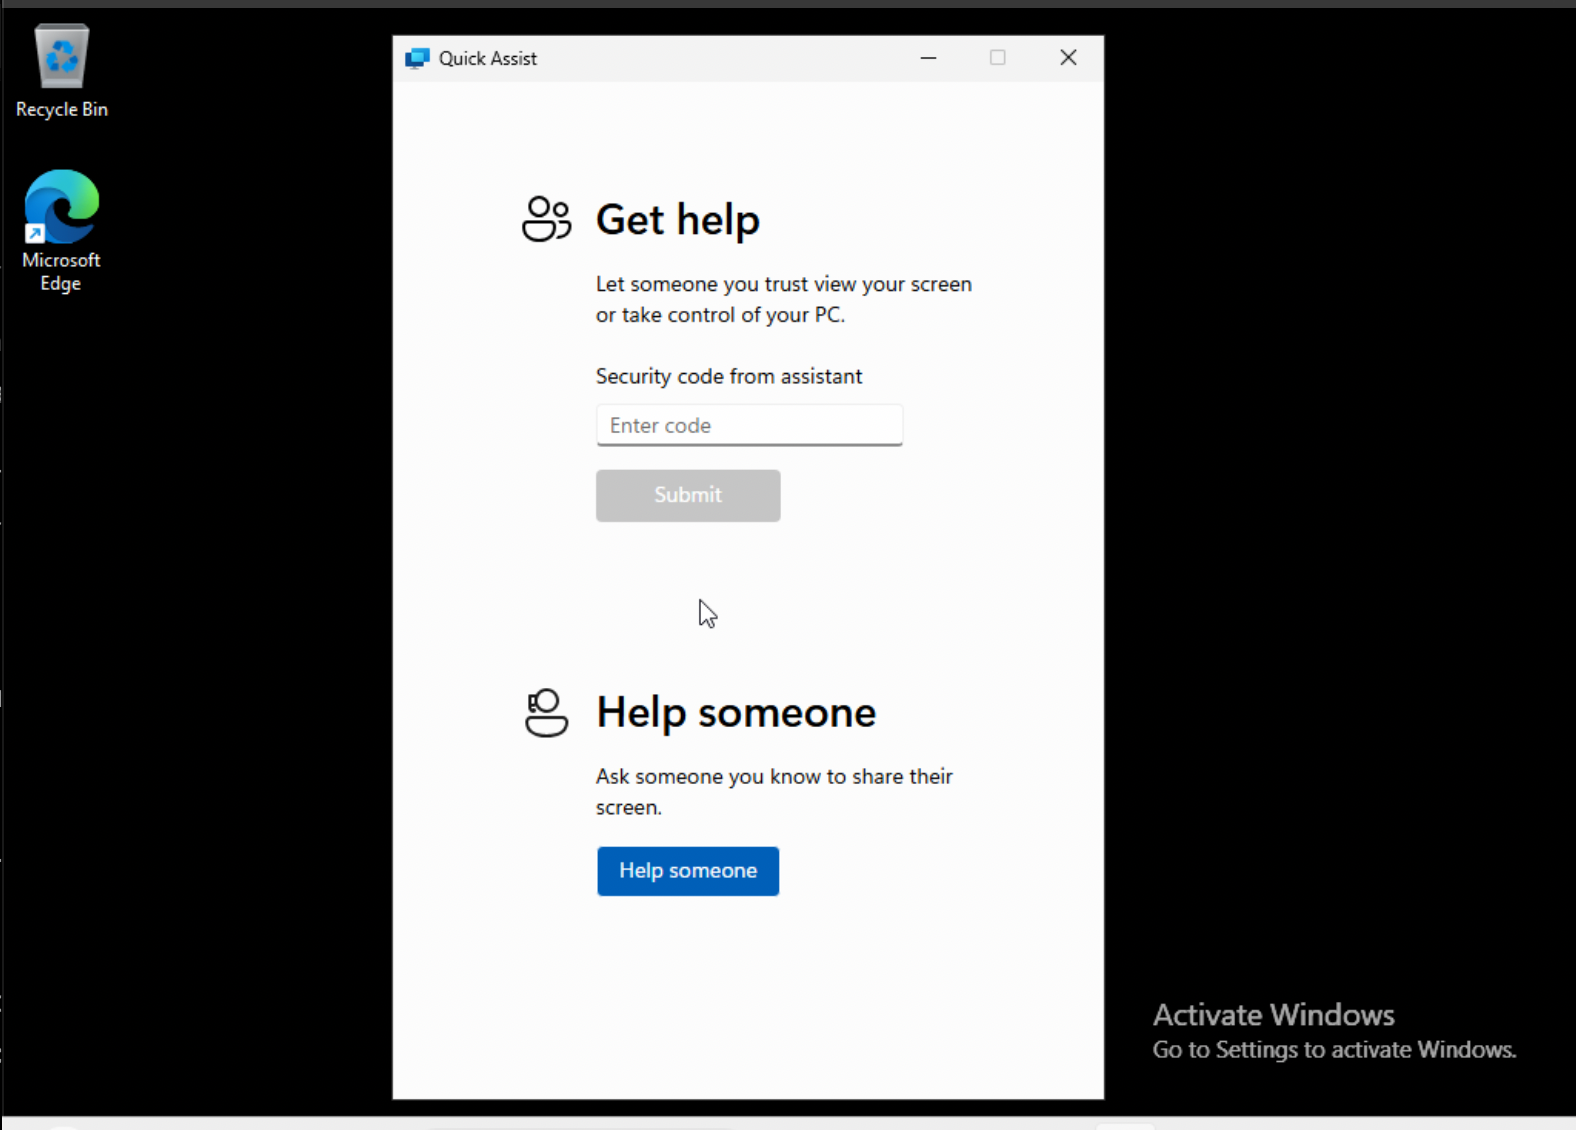 Recycle Bin
Microsoft
Edge
Quick Assist
Get help
Let someone you trust view your screen
or take control of your PC.
Security code from assistant
Enter code
Submit
Help someone
Ask someone you know to share their
screen.
Help someone
Activate Windows
Go to Settings to activate Windows.